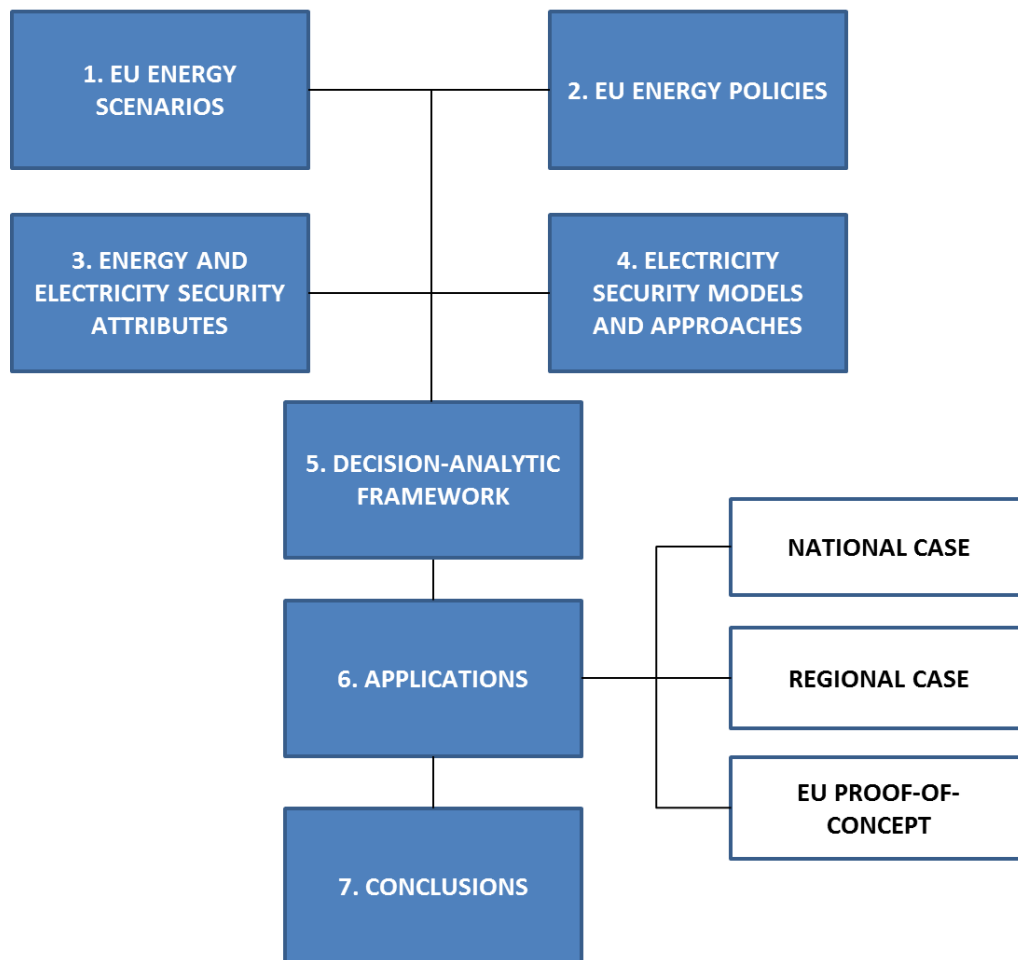 1. EU ENERGY
SCENARIOS
2. EU ENERGY POLICIES
3. ENERGY AND
ELECTRICITY SECURITY
ATTRIBUTES
4. ELECTRICITY
SECURITY MODELS
AND APPROACHES
5. DECISION-ANALYTIC
FRAMEWORK
6. APPLICATIONS
NATIONAL CASE
REGIONAL CASE
EU PROOF-OF-
CONCEPT
7. CONCLUSIONS